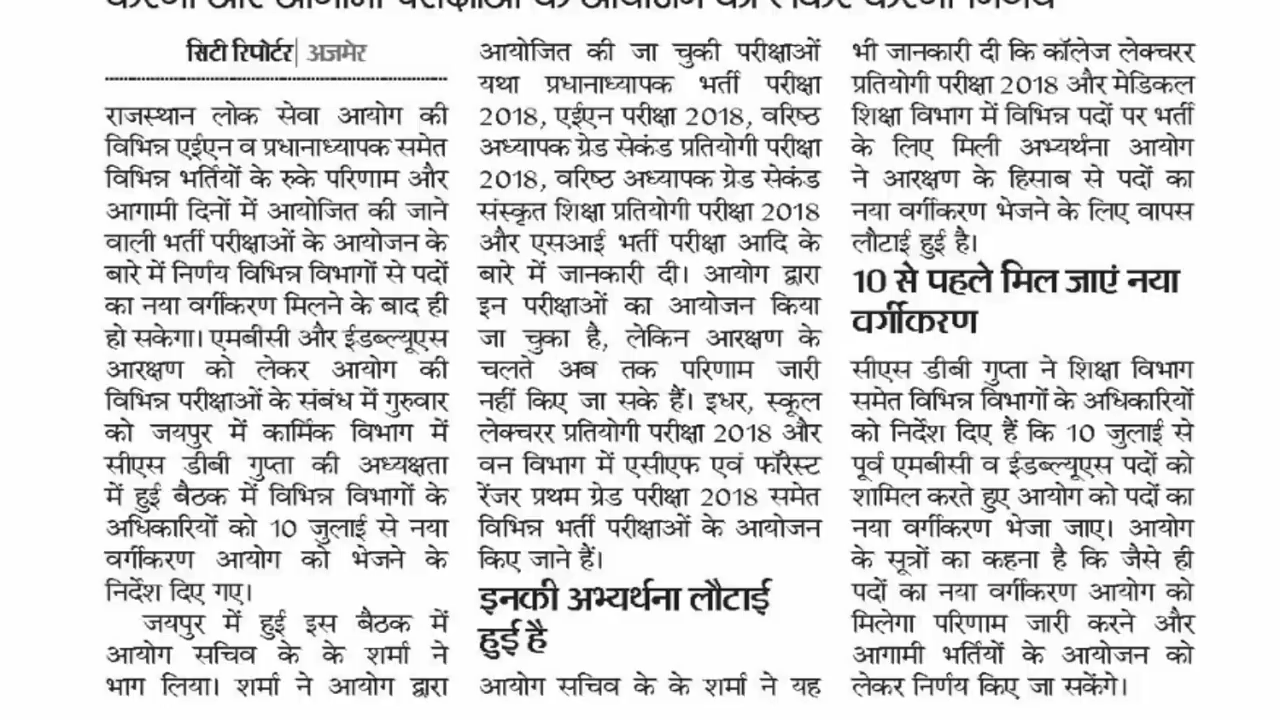 करणी और आगामी परीक्षाओं के आयोजन को लेकर करेगी निर्णय
सिटी रिपोर्टर| अजमेर
राजस्थान लोक सेवा आयोग की
विभिन्न एईएन व प्रधानाध्यापक समेत
विभिन्न भर्तियों के रुके परिणाम और
आगामी दिनों में आयोजित की जाने
वाली भर्ती परीक्षाओं के आयोजन के
बारे में निर्णय विभिन्न विभागों से पदों
का नया वर्गीकरण मिलने के बाद ही
हो सकेगा। एमबीसी और ईडब्ल्यूएस
आरक्षण को लेकर आयोग की
विभिन्न परीक्षाओं के संबंध में गुरुवार
को जयपुर में कार्मिक विभाग में
सीएस डीबी गुप्ता की अध्यक्षता
में हुई बैठक में विभिन्न विभागों के
अधिकारियों को 10 जुलाई से नया
वर्गीकरण आयोग को भेजने के
निर्देश दिए गए।
जयपुर में हुई इस बैठक में
आयोग सचिव के के शर्मा ने
भाग लिया। शर्मा ने आयोग द्वारा
आयोजित की जा चुकी परीक्षाओं
यथा प्रधानाध्यापक भर्ती परीक्षा
2018, एईएन परीक्षा 2018, वरिष्ठ
अध्यापक ग्रेड सेकंड प्रतियोगी परीक्षा
2018, वरिष्ठ अध्यापक ग्रेड सेकंड
संस्कृत शिक्षा प्रतियोगी परीक्षा 2018
और एसआई भर्ती परीक्षा आदि के
बारे में जानकारी दी। आयोग द्वारा
इन परीक्षाओं का आयोजन किया
जा चुका है, लेकिन आरक्षण के
चलते अब तक परिणाम जारी
नहीं किए जा सके हैं। इधर, स्कूल
लेक्चरर प्रतियोगी परीक्षा 2018 और
वन विभाग में एसीएफ एवं फॉरेस्ट
रेंजर प्रथम ग्रेड परीक्षा 2018 समेत
विभिन्न भर्ती परीक्षाओं के आयोजन
किए जाने हैं।
इनकी अभ्यर्थना लौटाई
हुई है
आयोग सचिव के के शर्मा ने यह
भी जानकारी दी कि कॉलेज लेक्चरर
प्रतियोगी परीक्षा 2018 और मेडिकल
शिक्षा विभाग में विभिन्न पदों पर भर्ती
के लिए मिली अभ्यर्थना आयोग
ने आरक्षण के हिसाब से पदों का
नया वर्गीकरण भेजने के लिए वापस
लौटाई हुई है।
10 से पहले मिल जाएं नया
वर्गीकरण
सीएस डीबी गुप्ता ने शिक्षा विभाग
समेत विभिन्न विभागों के अधिकारियों
को निर्देश दिए हैं कि 10 जुलाई से
पूर्व एमबीसी व ईडब्ल्यूएस पदों को
शामिल करते हुए आयोग को पदों का
नया वर्गीकरण भेजा जाए। आयोग
के सूत्रों का कहना है कि जैसे ही
पदों का नया वर्गीकरण आयोग को
मिलेगा परिणाम जारी करने और
आगामी भर्तियों के आयोजन को
लेकर निर्णय किए जा सकेंगे।